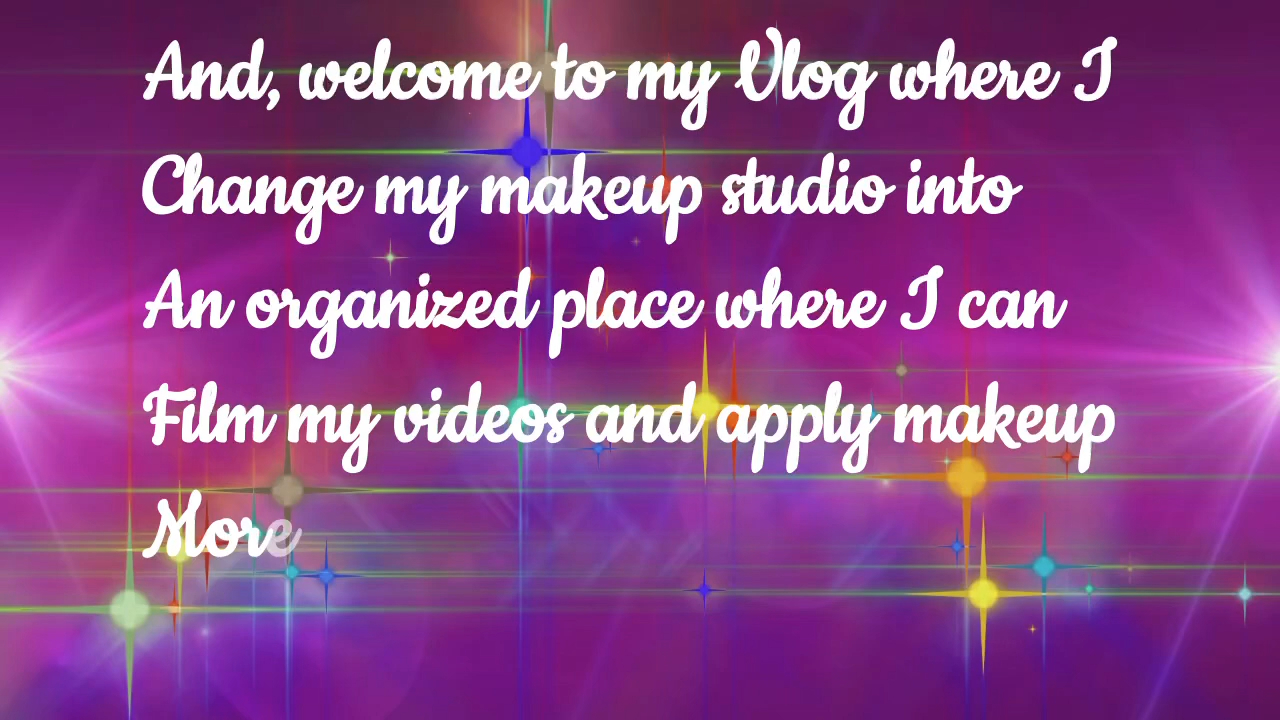 And, welcome to my Vlog where I
Change my makeup studio into
An organized place where I can
Film my videos and apply makeup
More